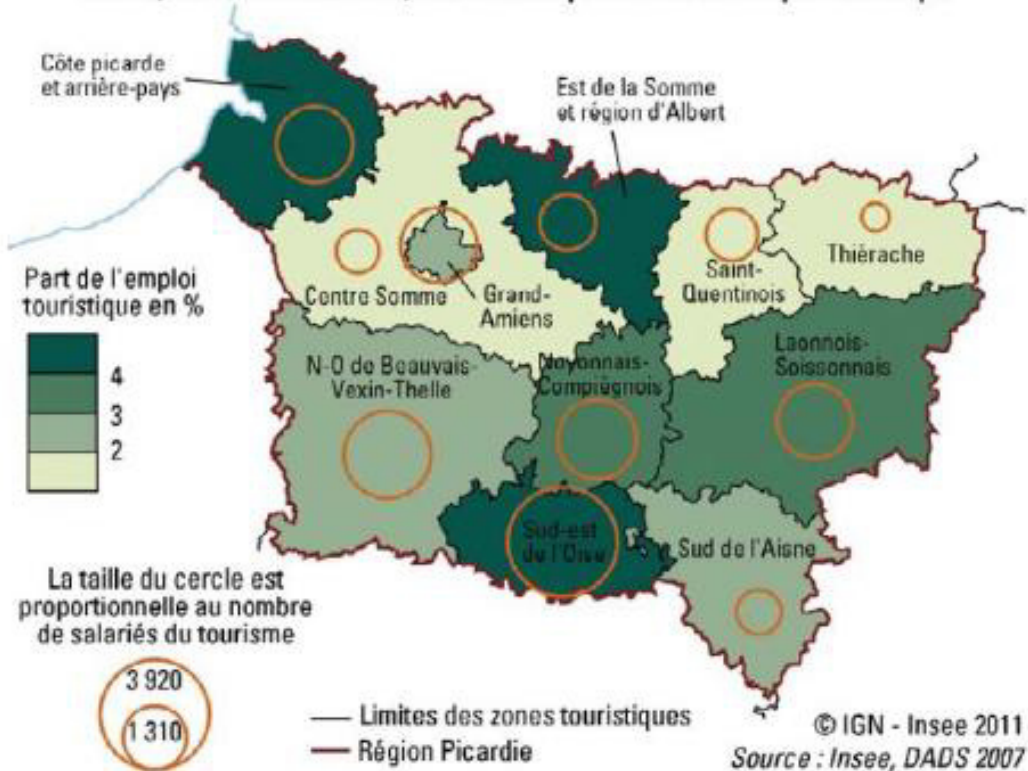 Côte picarde
et arrière-pays
Est de la Somme
et région d'Albert
Part de l'emploi
touristique en %
4
3
2
Centre Somme
Grand-
Amiens
Saint-
Quentinois
Thiérache
N-O de Beauvais-
Vexin-Thelle
Noyonnais-
Compiégnois
Laonnois-
Soissonnais
Sud-est
de l'Oise
Sud de l'Aisne
La taille du cercle est
proportionnelle au nombre
de salariés du tourisme
3 920
1 310
Limites des zones touristiques
Région Picardie
© IGN - Insee 2011
Source : Insee, DADS 2007